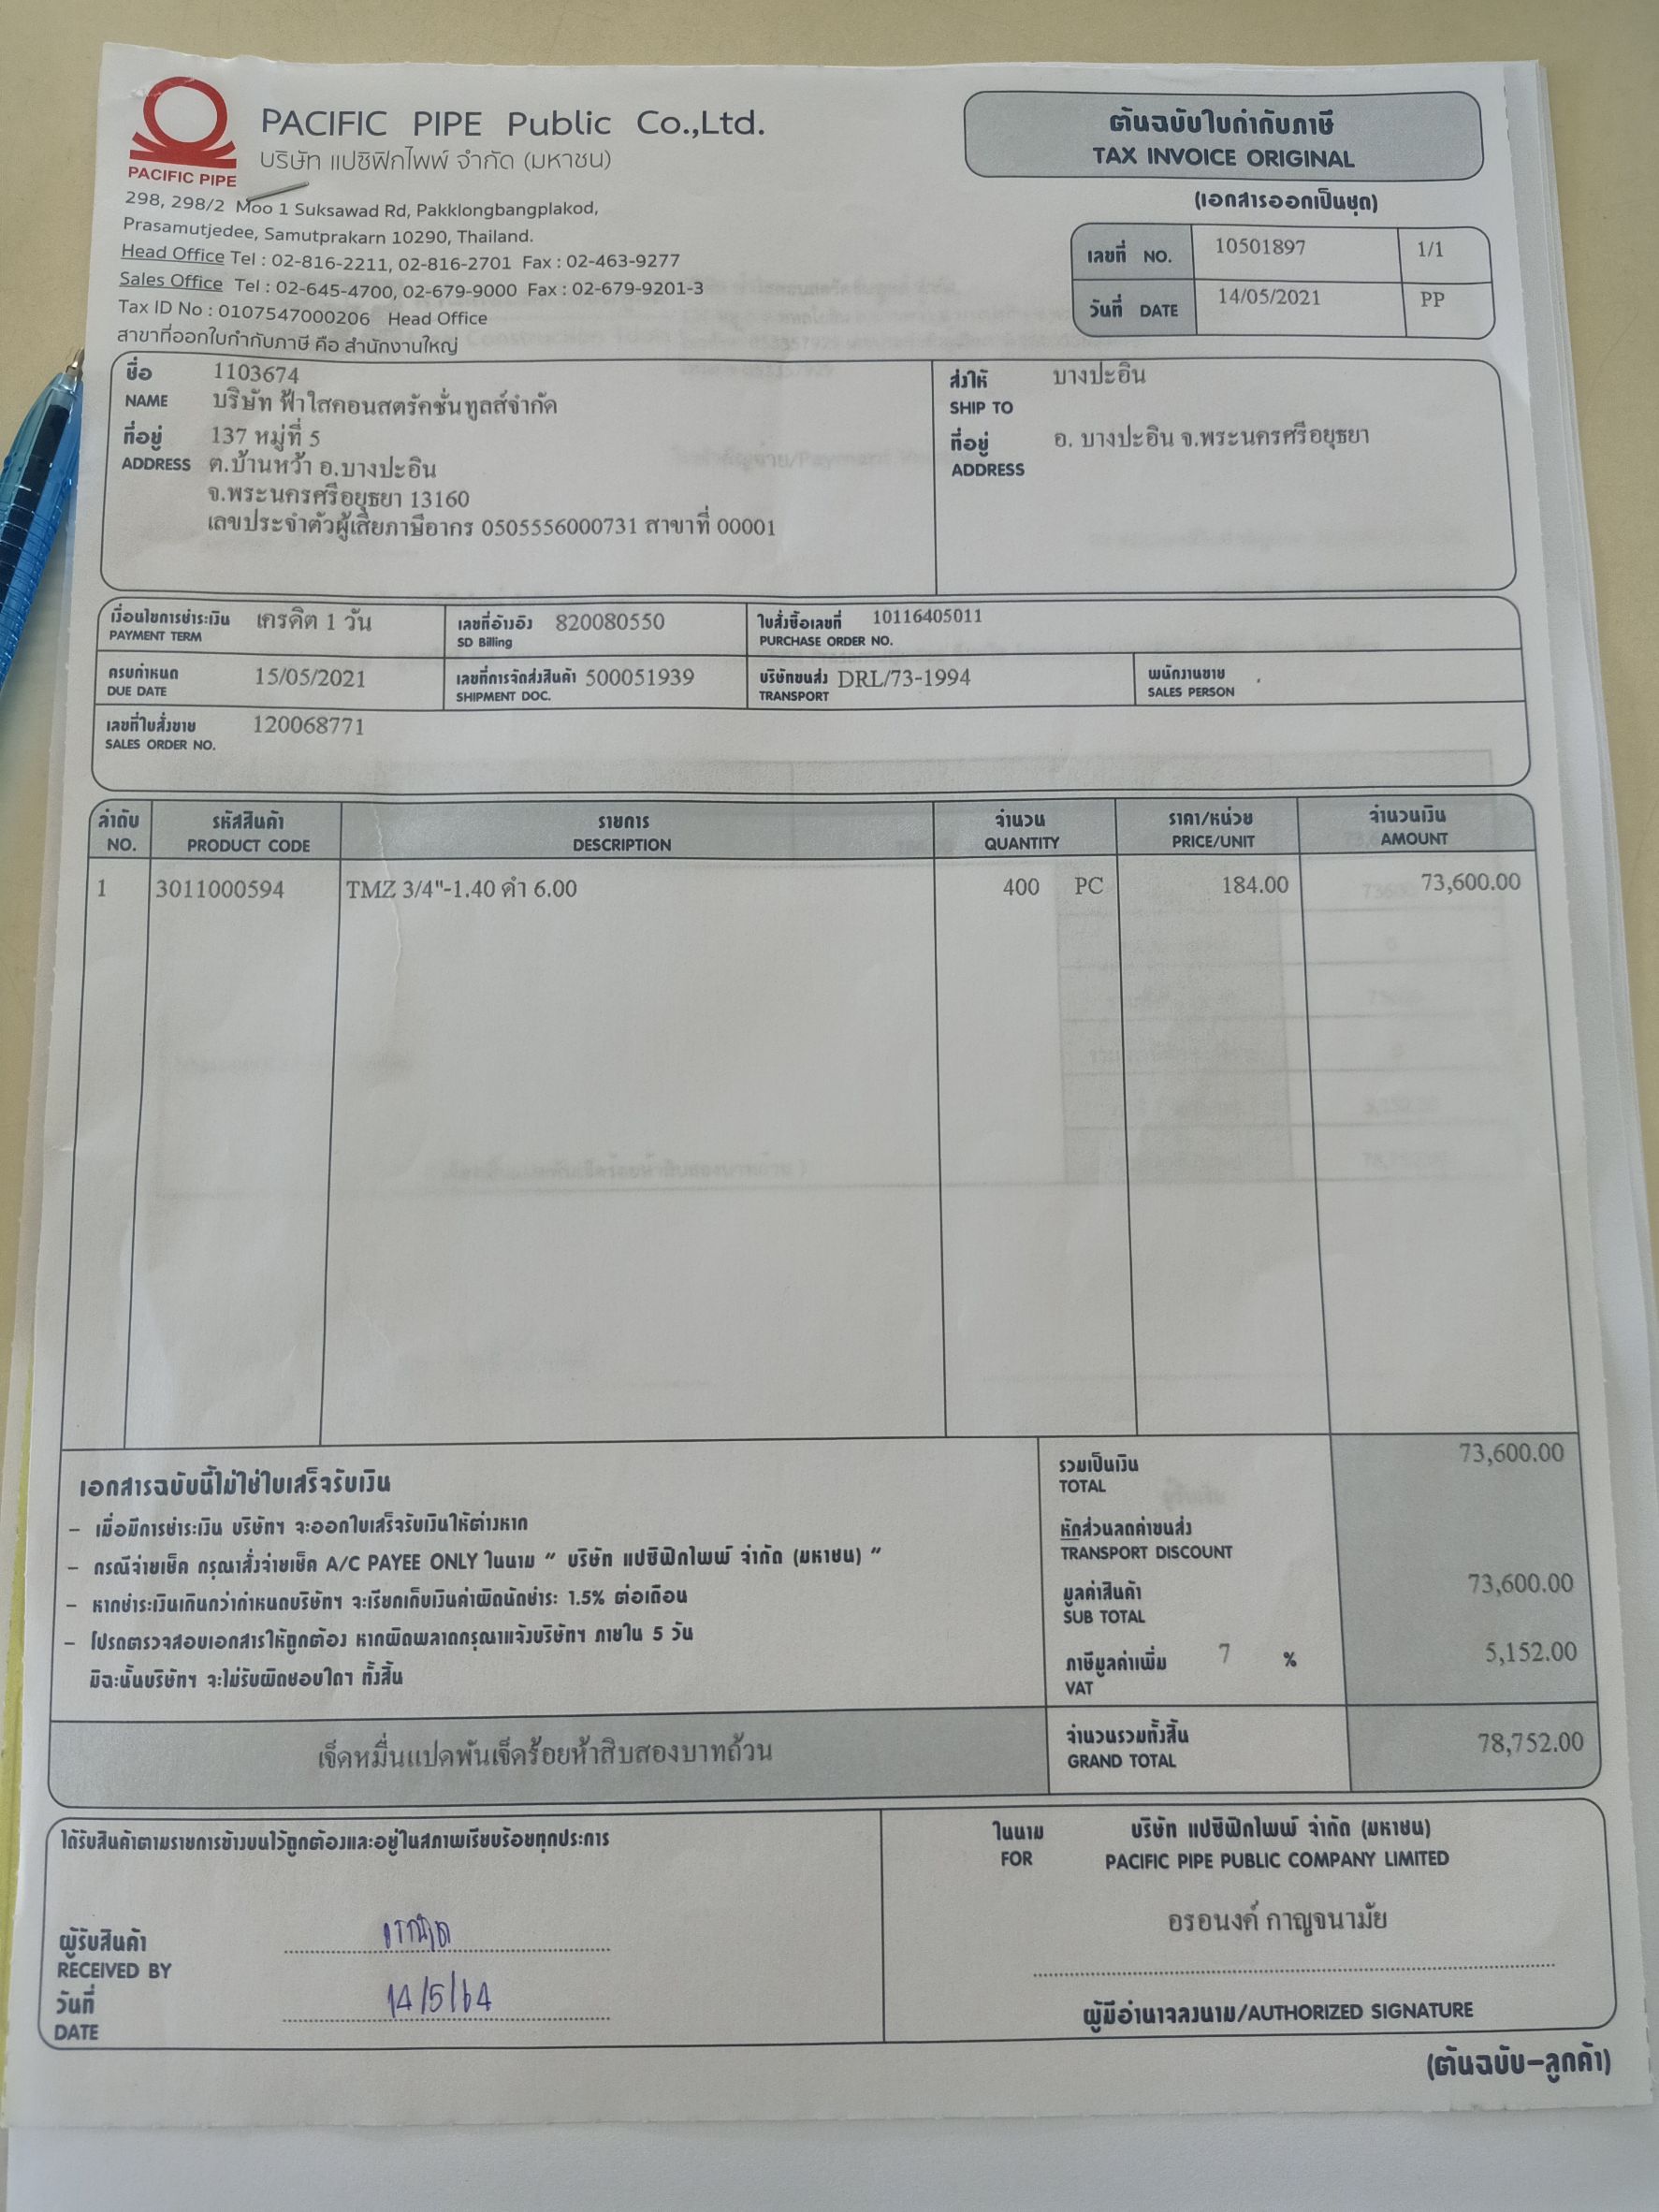 PACIFIC PIPE Public Co.,Ltd.
บริษัท แปซิฟิกไพพ์ จำกัด (มหาชน)
PACIFIC PIPE
298, 298/2 Moo 1 Suksawad Rd, Pakklongbangplakod,
Prasamutjedee, Samutprakarn 10290, Thailand.
Head Office Tel : 02-816-2211, 02-816-2701 Fax : 02-463-9277
Sales Office Tel : 02-645-4700, 02-679-9000 Fax : 02-679-9201-3
Tax ID No : 0107547000206 Head Office
สาขาที่ออกใบกำกับภาษี คือ สำนักงานใหญ่
ต้นฉบับใบกำกับภาษี
TAX INVOICE ORIGINAL
(เอกสารออกเป็นชุด)
เลขที่ NO. 10501897 1/1
วันที่ DATE 14/05/2021 PP
ชื่อ 1103674
NAME บริษัท ฟ้าใสคอนสตรัคชั่นทูลส์จำกัด
ที่อยู่ 137 หมู่ที่ 5
ADDRESS ต.บ้านหว้า อ.บางปะอิน
จ.พระนครศรีอยุธยา 13160
เลขประจำตัวผู้เสียภาษีอากร 0505556000731 สาขาที่ 00001
ส่งให้ บางปะอิน
SHIP TO
ที่อยู่ อ. บางปะอิน จ.พระนครศรีอยุธยา
ADDRESS
เงื่อนไขการชำระเงิน เครดิต 1 วัน
PAYMENT TERM
เลขที่อ้างอิง 820080550
SD Billing
ใบสั่งซื้อเลขที่ 10116405011
PURCHASE ORDER NO.
ครบกำหนด 15/05/2021
DUE DATE
เลขที่การจัดส่งสินค้า 500051939
SHIPMENT DOC.
บริษัทขนส่ง DRL/73-1994
TRANSPORT
พนักงานขาย
SALES PERSON
เลขที่ใบสั่งขาย 120068771
SALES ORDER NO.
ลำดับ รหัสสินค้า รายการ จำนวน ราคา/หน่วย จำนวนเงิน
NO. PRODUCT CODE DESCRIPTION QUANTITY PRICE/UNIT AMOUNT
1 3011000594 TMZ 3/4"-1.40 ดำ 6.00 400 PC 184.00 73,600.00
เอกสารฉบับนี้ไม่ใช่ใบเสร็จรับเงิน
- เมื่อมีการชำระเงิน บริษัทฯ จะออกใบเสร็จรับเงินให้ต่างหาก
- กรณีจ่ายเช็ค กรุณาสั่งจ่ายเช็ค A/C PAYEE ONLY ในนาม " บริษัท แปซิฟิกไพพ์ จำกัด (มหาชน) "
- หากชำระเงินเกินกว่ากำหนดบริษัทฯ จะเรียกเก็บเงินค่าผิดนัดชำระ 1.5% ต่อเดือน
- โปรดตรวจสอบเอกสารให้ถูกต้อง หากผิดพลาดกรุณาแจ้งบริษัทฯ ภายใน 5 วัน
มิฉะนั้นบริษัทฯ จะไม่รับผิดชอบใดๆ ทั้งสิ้น
รวมเป็นเงิน 73,600.00
TOTAL
หักส่วนลดค่าขนส่ง
TRANSPORT DISCOUNT
มูลค่าสินค้า 73,600.00
SUB TOTAL
ภาษีมูลค่าเพิ่ม 7 % 5,152.00
VAT
เจ็ดหมื่นแปดพันเจ็ดร้อยห้าสิบสองบาทถ้วน
จำนวนรวมทั้งสิ้น 78,752.00
GRAND TOTAL
ได้รับสินค้าตามรายการข้างบนไว้ถูกต้องและอยู่ในสภาพเรียบร้อยทุกประการ
ผู้รับสินค้า
RECEIVED BY
วันที่ 14/5/64
DATE
ในนาม บริษัท แปซิฟิกไพพ์ จำกัด (มหาชน)
FOR PACIFIC PIPE PUBLIC COMPANY LIMITED
อรอนงค์ กาญจนามัย
ผู้มีอำนาจลงนาม/AUTHORIZED SIGNATURE
(ต้นฉบับ-ลูกค้า)